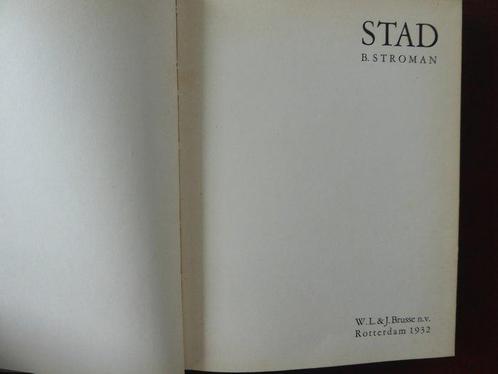 STAD
B. STROMAN
W. L. & J. Brusse n.v.
Rotterdam 1932